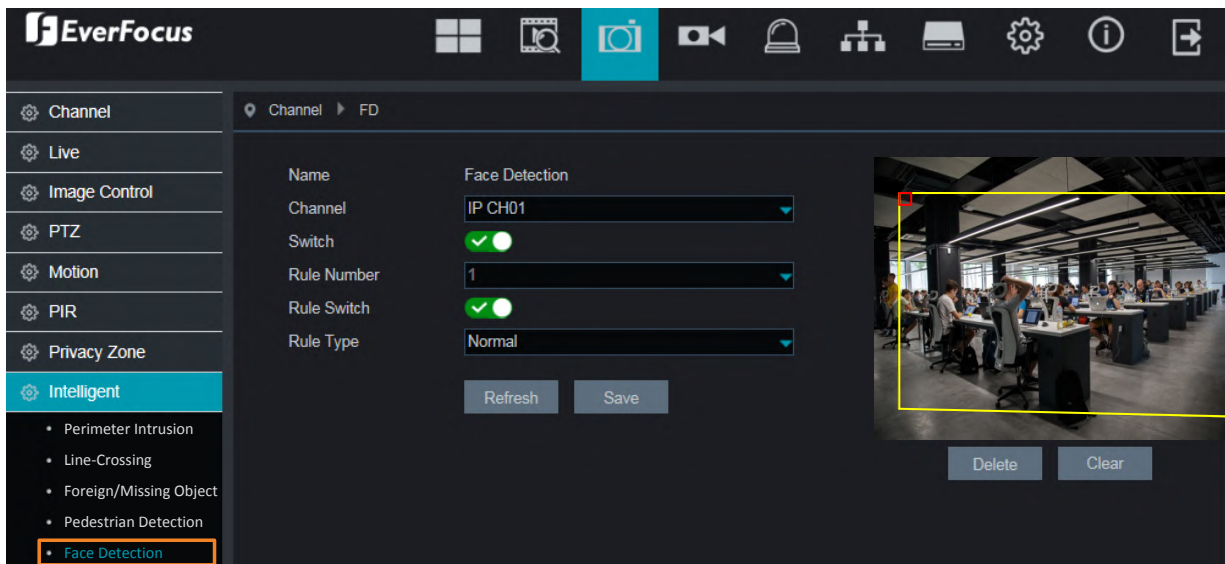 EverFocus
Channel
Live
Image Control
PTZ
Motion
PIR
Privacy Zone
Intelligent
Perimeter Intrusion
Line-Crossing
Foreign/Missing Object
Pedestrian Detection
Face Detection
Channel FD
Name Face Detection
Channel IP CH01
Switch
Rule Number 1
Rule Switch
Rule Type Normal
Refresh Save
Delete Clear